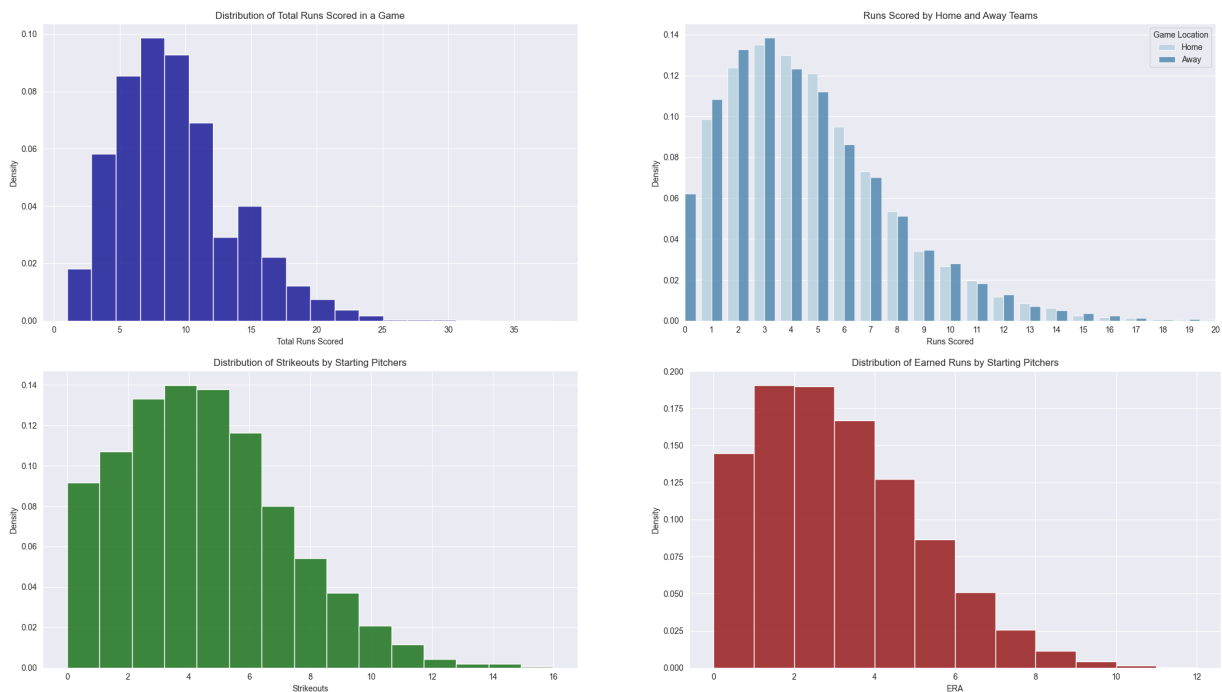 Distribution of Total Runs Scored in a Game
0.10
0.08
0.06
0.04
0.02
0.00
Density
0 5 10 15 20 25 30 35
Total Runs Scored
Runs Scored by Home and Away Teams
Game Location
Home
Away
0.14
0.12
0.10
0.08
0.06
0.04
0.02
0.00
Density
0 1 2 3 4 5 6 7 8 9 10 11 12 13 14 15 16 17 18 19 20
Runs Scored
Distribution of Strikeouts by Starting Pitchers
0.14
0.12
0.10
0.08
0.06
0.04
0.02
0.00
Density
0 2 4 6 8 10 12 14 16
Strikeouts
Distribution of Earned Runs by Starting Pitchers
0.200
0.175
0.150
0.125
0.100
0.075
0.050
0.025
0.000
Density
0 2 4 6 8 10 12
ERA